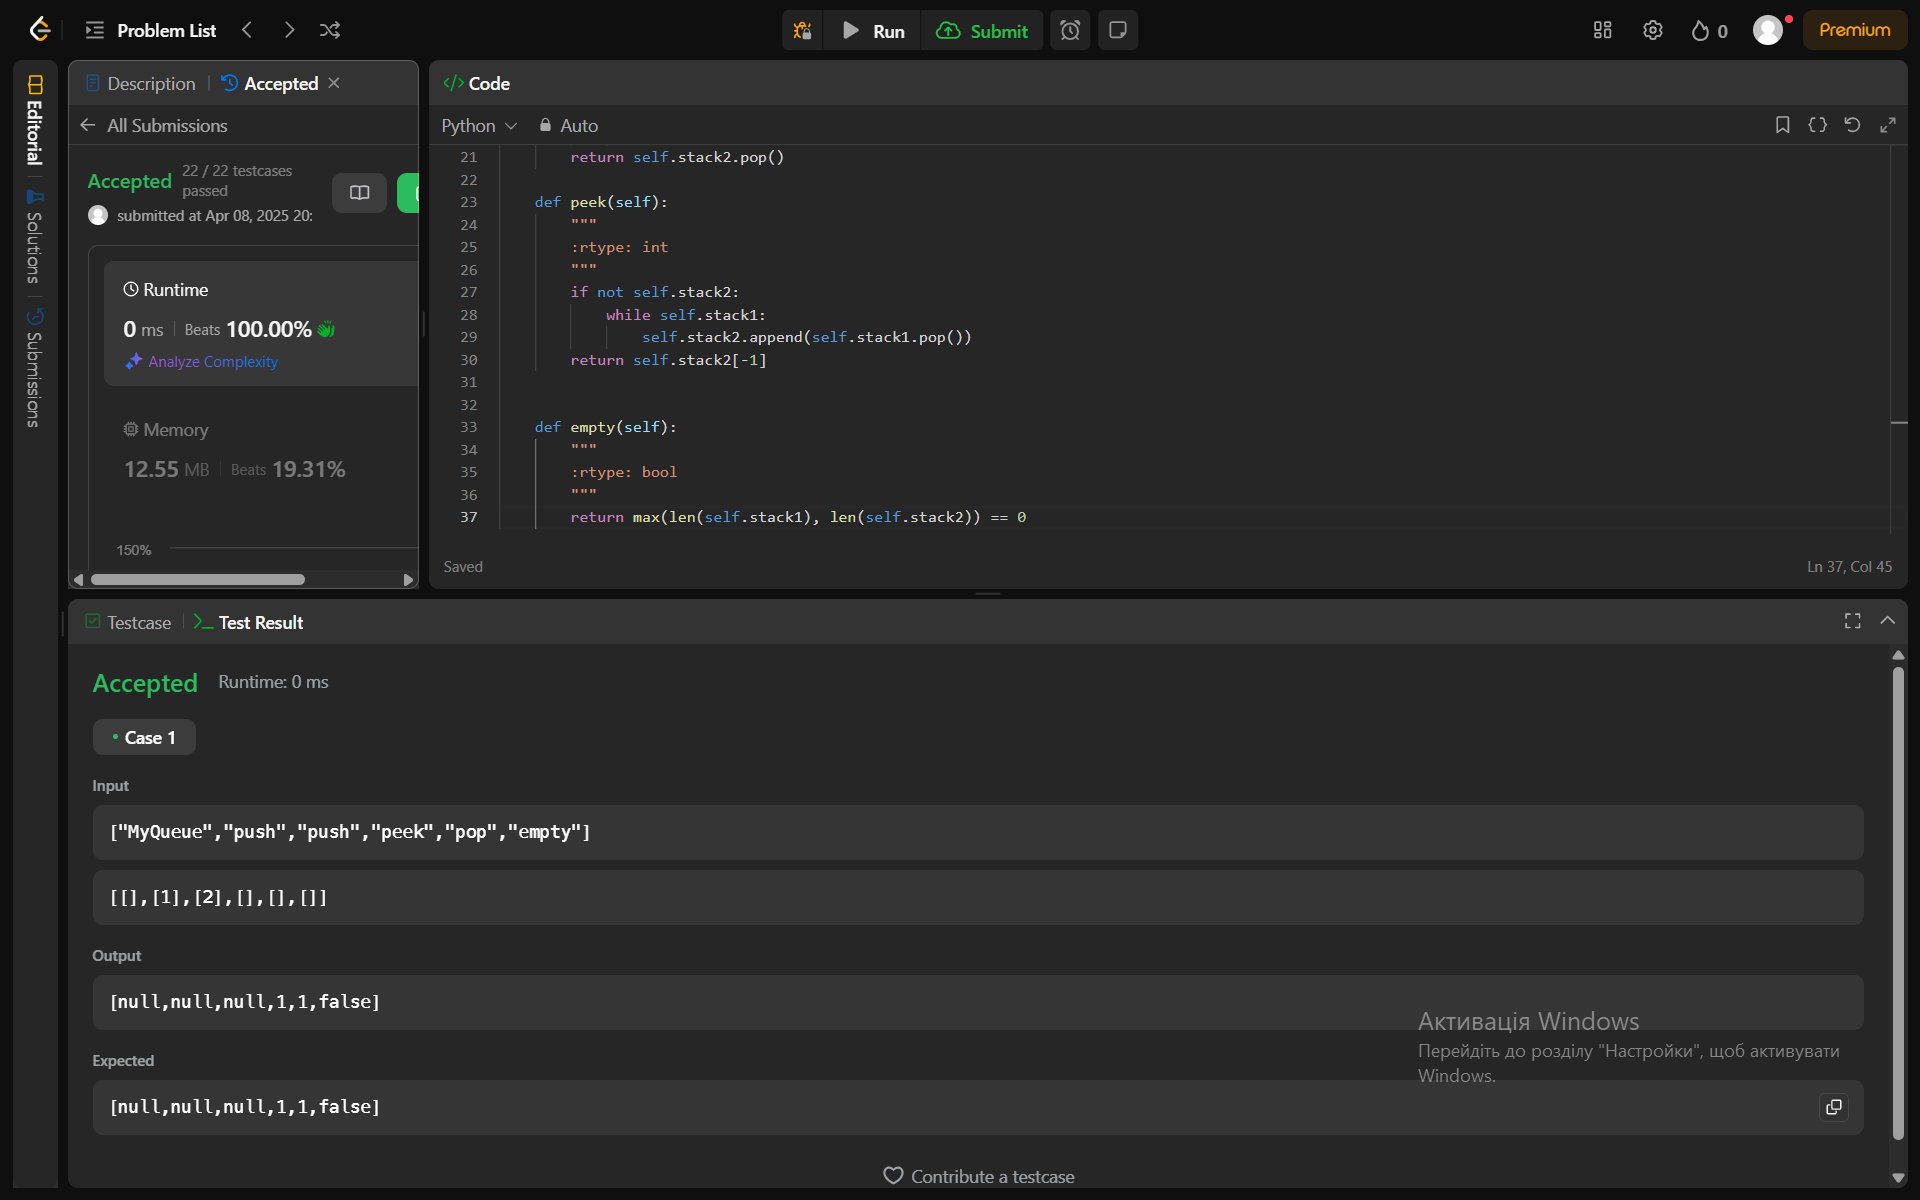 Problem List
Run
Submit
0
Premium
Editorial
Solutions
Submissions
Description
Accepted
All Submissions
Accepted
22 / 22 testcases
passed
submitted at Apr 08, 2025 20:
Runtime
0 ms
Beats 100.00%
Analyze Complexity
Memory
12.55 MB
Beats 19.31%
150%
</> Code
Python
Auto
21 return self.stack2.pop()
22
23 def peek(self):
24 """
25 :rtype: int
26 """
27 if not self.stack2:
28 while self.stack1:
29 self.stack2.append(self.stack1.pop())
30 return self.stack2[-1]
31
32
33 def empty(self):
34 """
35 :rtype: bool
36 """
37 return max(len(self.stack1), len(self.stack2)) == 0
Saved
Ln 37, Col 45
Testcase
Test Result
Accepted
Runtime: 0 ms
Case 1
Input
["MyQueue","push","push","peek","pop","empty"]
[[],[1],[2],[],[],[]]
Output
[null,null,null,1,1,false]
Expected
[null,null,null,1,1,false]
Активація Windows
Перейдіть до розділу "Настройки", щоб активувати
Windows.
Contribute a testcase